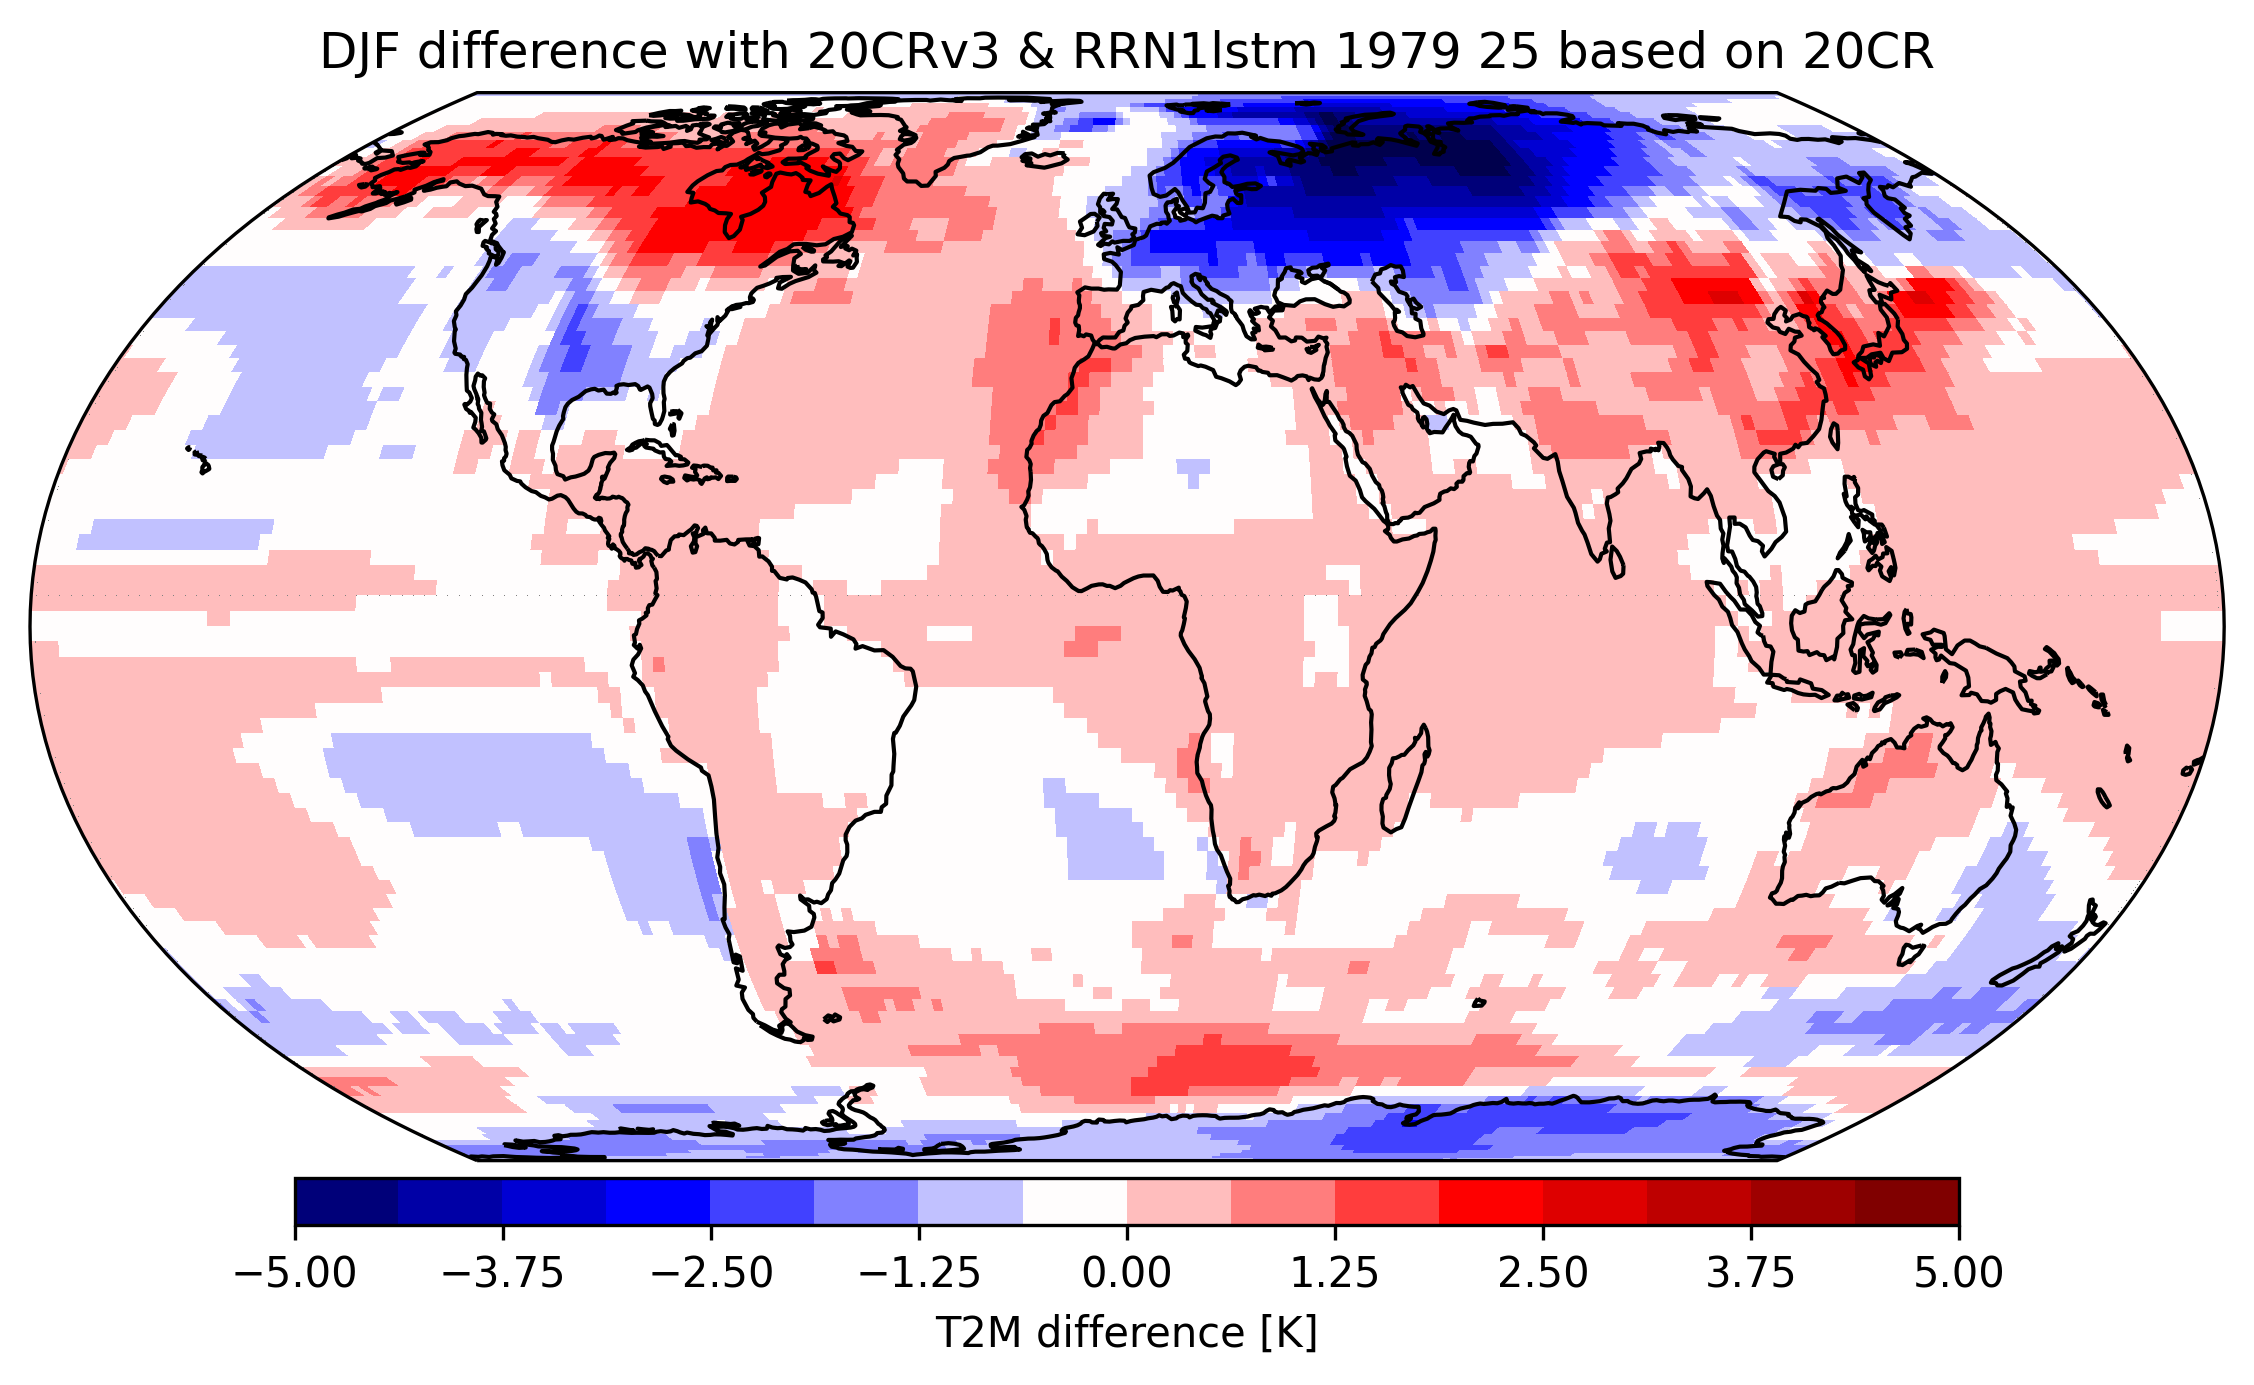 DJF difference with 20CRv3 & RRN1lstm 1979 25 based on 20CR
−5.00 −3.75 −2.50 −1.25 0.00 1.25 2.50 3.75 5.00
T2M difference [K]